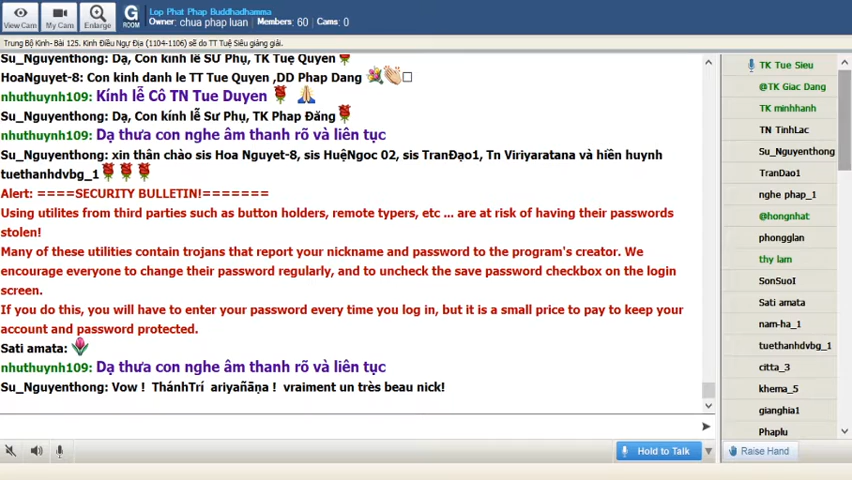 Lop Phat Phap Buddhadhamma
Owner: chua phap luan   Members: 60   Cams: 0
View Cam
My Cam
Enlarge
G
ROOM
Trung Bộ Kinh- Bài 125. Kinh Điều Ngự Địa (1104-1106) sẽ do TT Tuệ Siêu giảng giải.
Su_Nguyenthong: Dạ, Con kính lễ Sư Phụ, TK Tuệ Quyền
HoaNguyet-8: Con kinh danh le TT Tue Quyen ,DD Phap Dang
nhuthuynh109: Kính lễ Cô TN Tue Duyen
Su_Nguyenthong: Dạ, con kính lễ Sư Phụ, TK Pháp Đăng
nhuthuynh109: Dạ thưa con nghe âm thanh rõ và liên tục
Su_Nguyenthong: xin thân chào sis Hoa Nguyet-8, sis HuệNgoc 02, sis TranĐạo1, Tn Viriyaratana và hiền huynh
tuethanhdvbg_1
Alert: ====SECURITY BULLETIN!=======
Using utilites from third parties such as button holders, remote typers, etc ... are at risk of having their passwords
stolen!
Many of these utilities contain trojans that report your nickname and password to the program's creator. We
encourage everyone to change their password regularly, and to uncheck the save password checkbox on the login
screen.
If you do this, you will have to enter your password every time you log in, but it is a small price to pay to keep your
account and password protected.
Sati amata:
nhuthuynh109: Dạ thưa con nghe âm thanh rõ và liên tục
Su_Nguyenthong: Vow ! ThánhTrí ariyañāṇa ! vraiment un très beau nick!
Hold to Talk
TK Tue Sieu
@TK Giac Dang
TK minhhanh
TN TinhLac
Su_Nguyenthong
TranDao1
nghe phap_1
@hongnhat
phongglan
thy lam
SonSuoI
Sati amata
nam-ha_1
tuethanhdvbg_1
citta_3
khema_5
gianghia1
Phaplu
Raise Hand